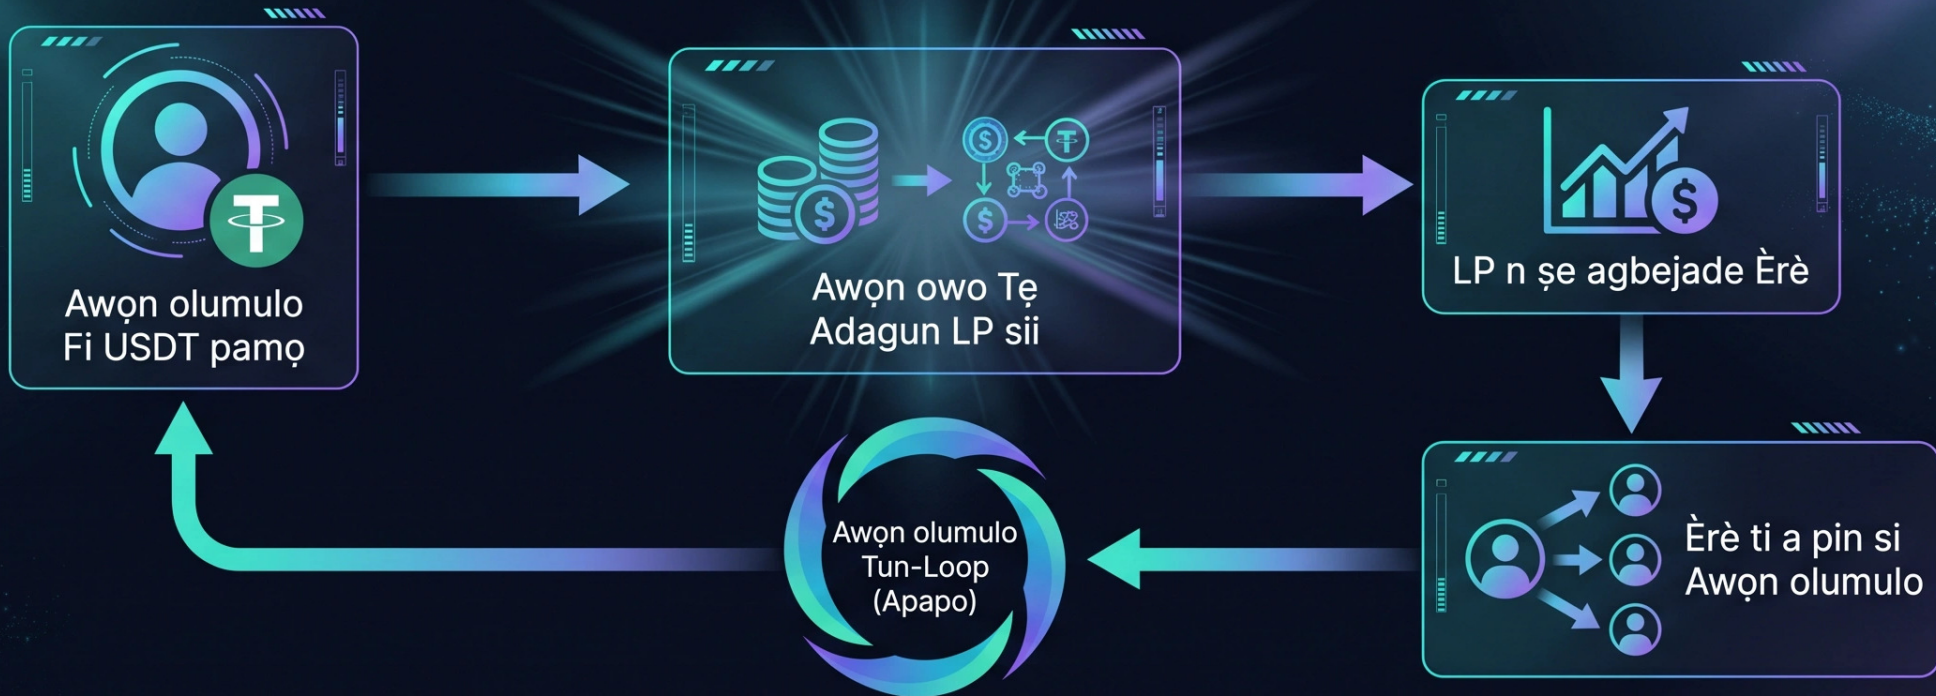 Awọn olumulo
Fi USDT pamọ
Awọn owo Tẹ
Adagun LP sii
LP n ṣe agbejade Èrè
Èrè ti a pin si
Awọn olumulo
Awọn olumulo
Tun-Loop
(Apapo)